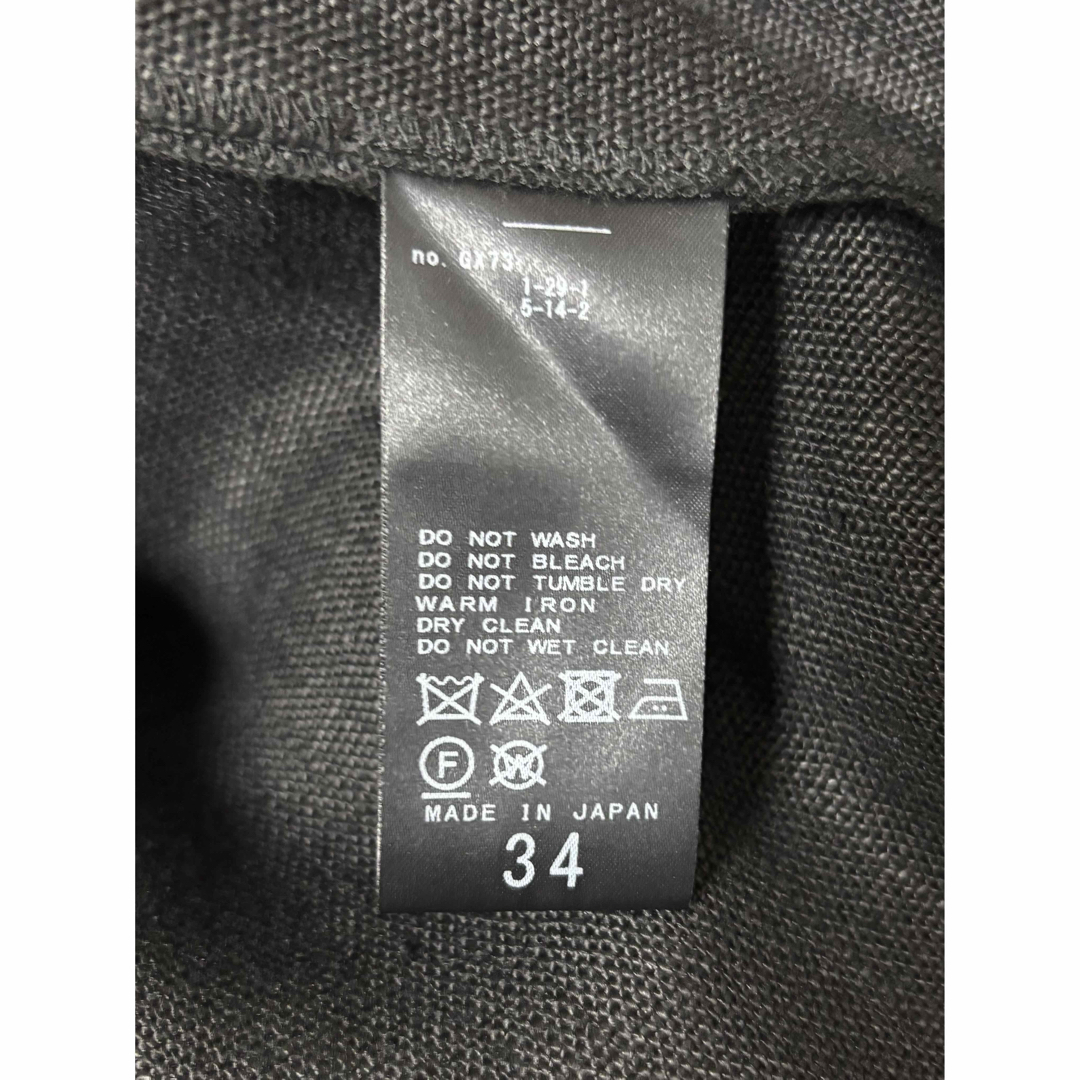 no. GX73
1-29-1
5-14-2
DO NOT WASH
DO NOT BLEACH
DO NOT TUMBLE DRY
WARM IRON
DRY CLEAN
DO NOT WET CLEAN
F W
MADE IN JAPAN
34